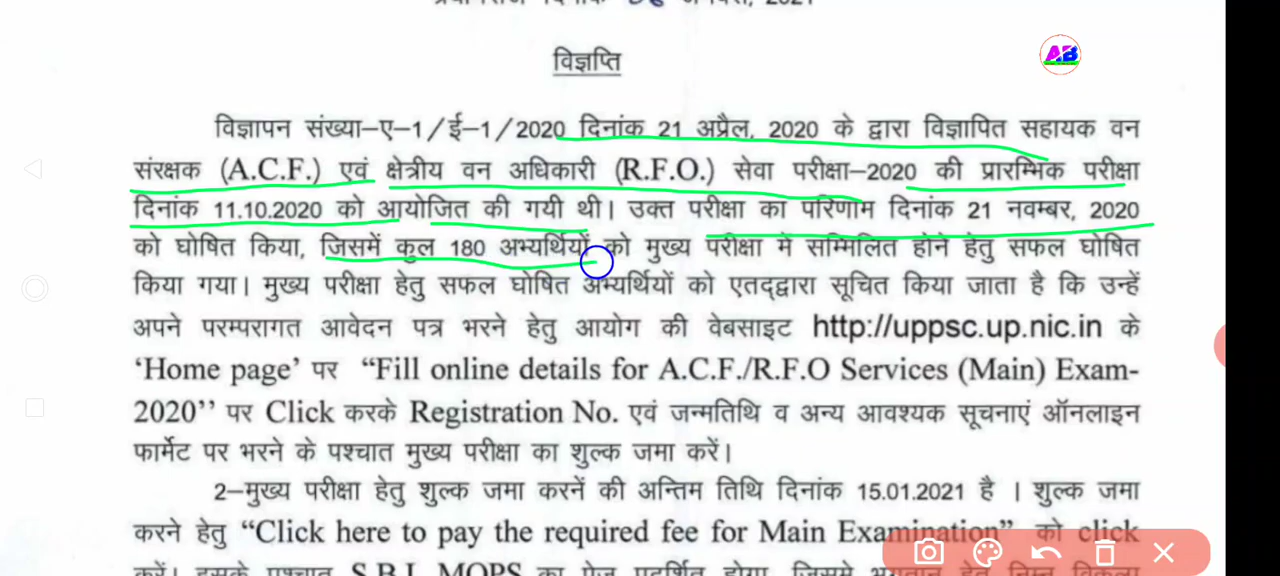 AB
विज्ञप्ति
विज्ञापन संख्या–ए–1/ई–1/2020 दिनांक 21 अप्रैल, 2020 के द्वारा विज्ञापित सहायक वन
संरक्षक (A.C.F.) एवं क्षेत्रीय वन अधिकारी (R.F.O.) सेवा परीक्षा–2020 की प्रारम्भिक परीक्षा
दिनांक 11.10.2020 को आयोजित की गयी थी। उक्त परीक्षा का परिणाम दिनांक 21 नवम्बर, 2020
को घोषित किया, जिसमें कुल 180 अभ्यर्थियों को मुख्य परीक्षा मे सम्मिलित होने हेतु सफल घोषित
किया गया। मुख्य परीक्षा हेतु सफल घोषित अभ्यर्थियों को एतद्द्वारा सूचित किया जाता है कि उन्हें
अपने परम्परागत आवेदन पत्र भरने हेतु आयोग की वेबसाइट http://uppsc.up.nic.in के
‘Home page’ पर “Fill online details for A.C.F./R.F.O Services (Main) Exam-
2020’’ पर Click करके Registration No. एवं जन्मतिथि व अन्य आवश्यक सूचनाएं ऑनलाइन
फार्मेट पर भरने के पश्चात मुख्य परीक्षा का शुल्क जमा करें।
2–मुख्य परीक्षा हेतु शुल्क जमा करनें की अन्तिम तिथि दिनांक 15.01.2021 है । शुल्क जमा
करने हेतु “Click here to pay the required fee for Main Examination” को click